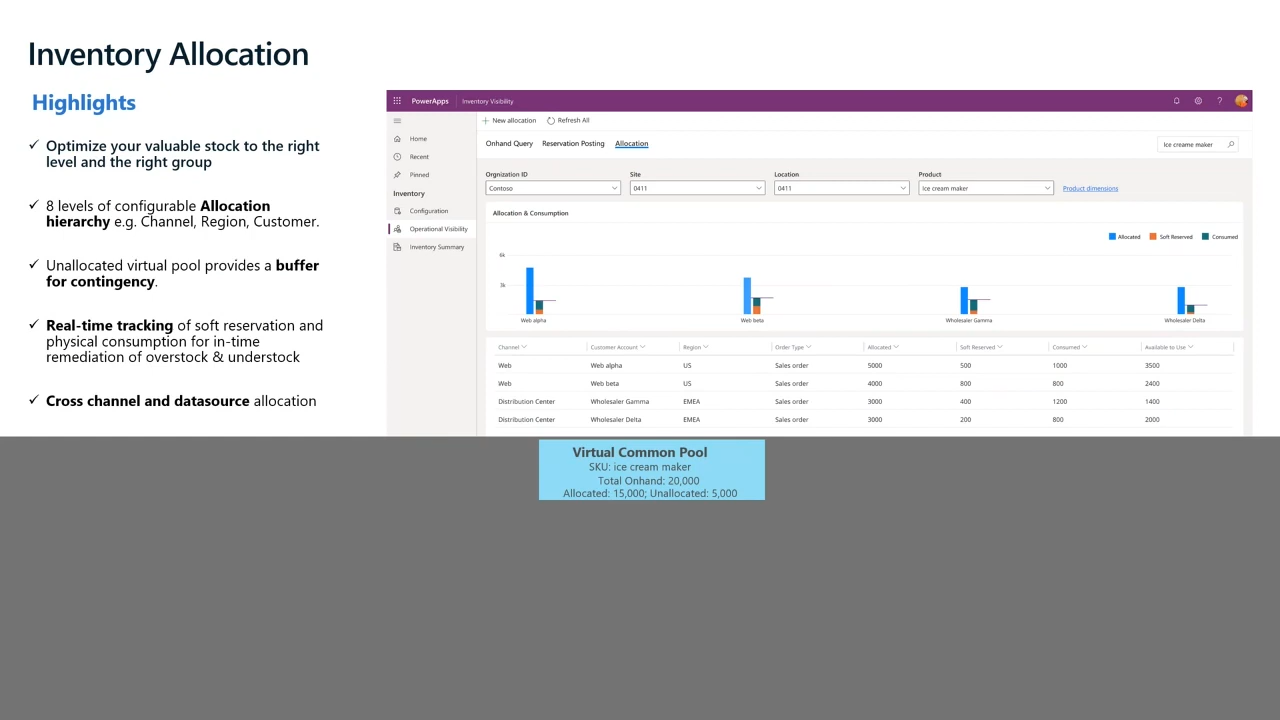 Inventory Allocation
Highlights
✓ Optimize your valuable stock to the right
level and the right group
✓ 8 levels of configurable Allocation
hierarchy e.g. Channel, Region, Customer.
✓ Unallocated virtual pool provides a buffer
for contingency.
✓ Real-time tracking of soft reservation and
physical consumption for in-time
remediation of overstock & understock
✓ Cross channel and datasource allocation
PowerApps Inventory Visibility
New allocation Refresh All
Home
Recent
Pinned
Inventory
Configuration
Operational Visibility
Inventory Summary
Onhand Query Reservation Posting Allocation
Ice creame maker
Orgnization ID Site Location Product
Contoso 0411 0411 Ice cream maker Product dimensions
Allocation & Consumption
Allocated Soft Reserved Consumed
6k
3k
Web alpha Web beta Wholesaler Gamma Wholesaler Delta
Channel Customer Account Region Order Type Allocated Soft Reserved Consumed Available to Use
Web Web alpha US Sales order 5000 500 1000 3500
Web Web beta US Sales order 4000 800 800 2400
Distribution Center Wholesaler Gamma EMEA Sales order 3000 400 1200 1400
Distribution Center Wholesaler Delta EMEA Sales order 3000 200 800 2000
Virtual Common Pool
SKU: ice cream maker
Total Onhand: 20,000
Allocated: 15,000; Unallocated: 5,000